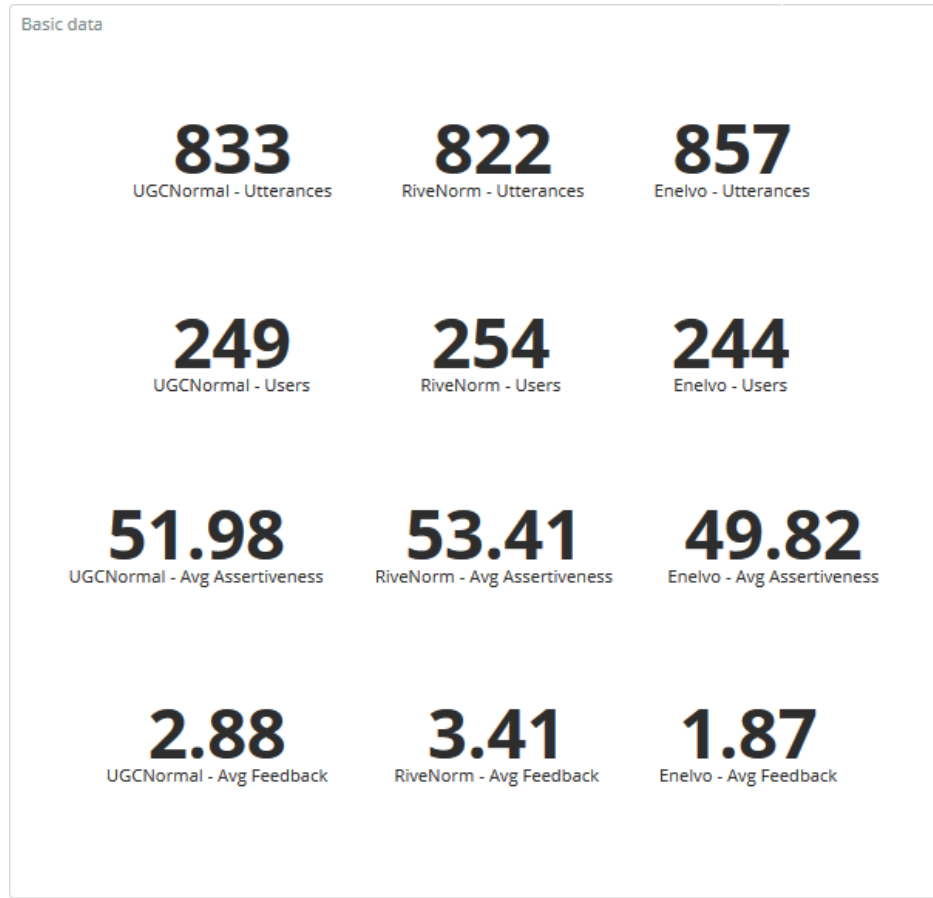 Basic data
833 822 857
UGCNormal - Utterances RiveNorm - Utterances Enelvo - Utterances
249 254 244
UGCNormal - Users RiveNorm - Users Enelvo - Users
51.98 53.41 49.82
UGCNormal - Avg Assertiveness RiveNorm - Avg Assertiveness Enelvo - Avg Assertiveness
2.88 3.41 1.87
UGCNormal - Avg Feedback RiveNorm - Avg Feedback Enelvo - Avg Feedback